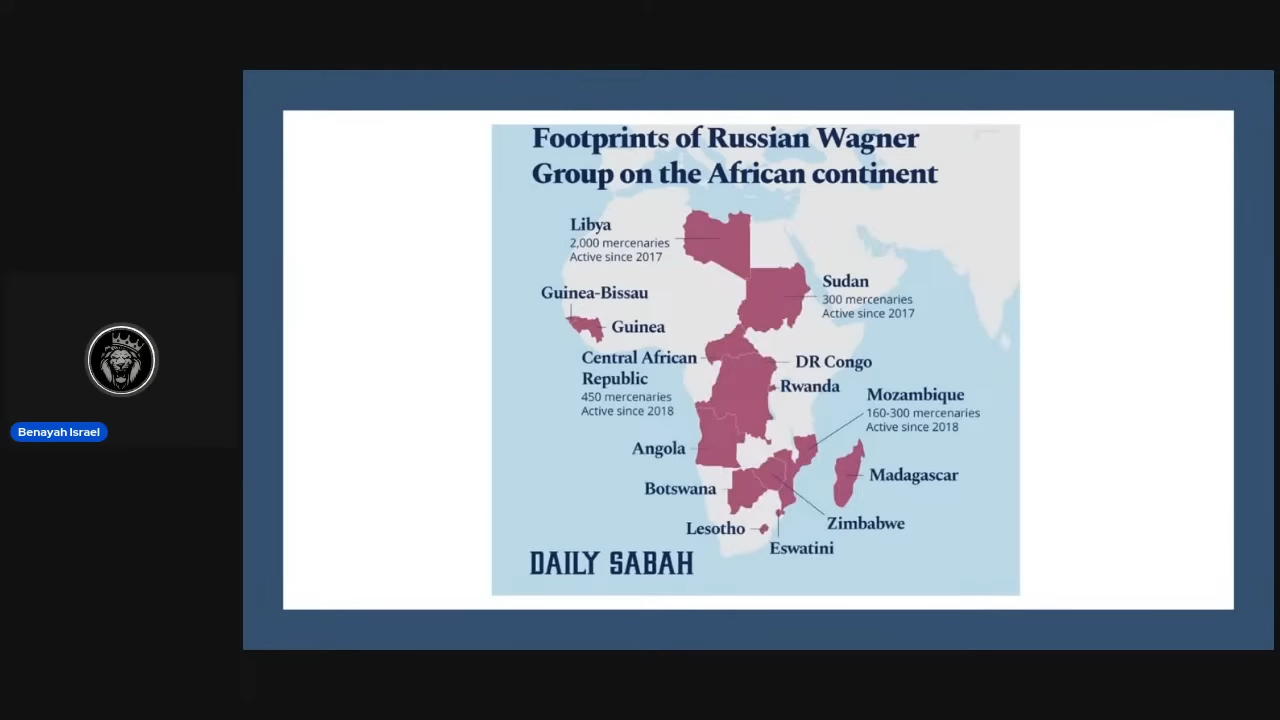 Footprints of Russian Wagner
Group on the African continent
Libya
2,000 mercenaries
Active since 2017
Sudan
300 mercenaries
Active since 2017
Guinea-Bissau
Guinea
Central African
Republic
450 mercenaries
Active since 2018
DR Congo
Rwanda
Mozambique
160-300 mercenaries
Active since 2018
Angola
Madagascar
Botswana
Zimbabwe
Lesotho
Eswatini
DAILY SABAH
Benayah Israel